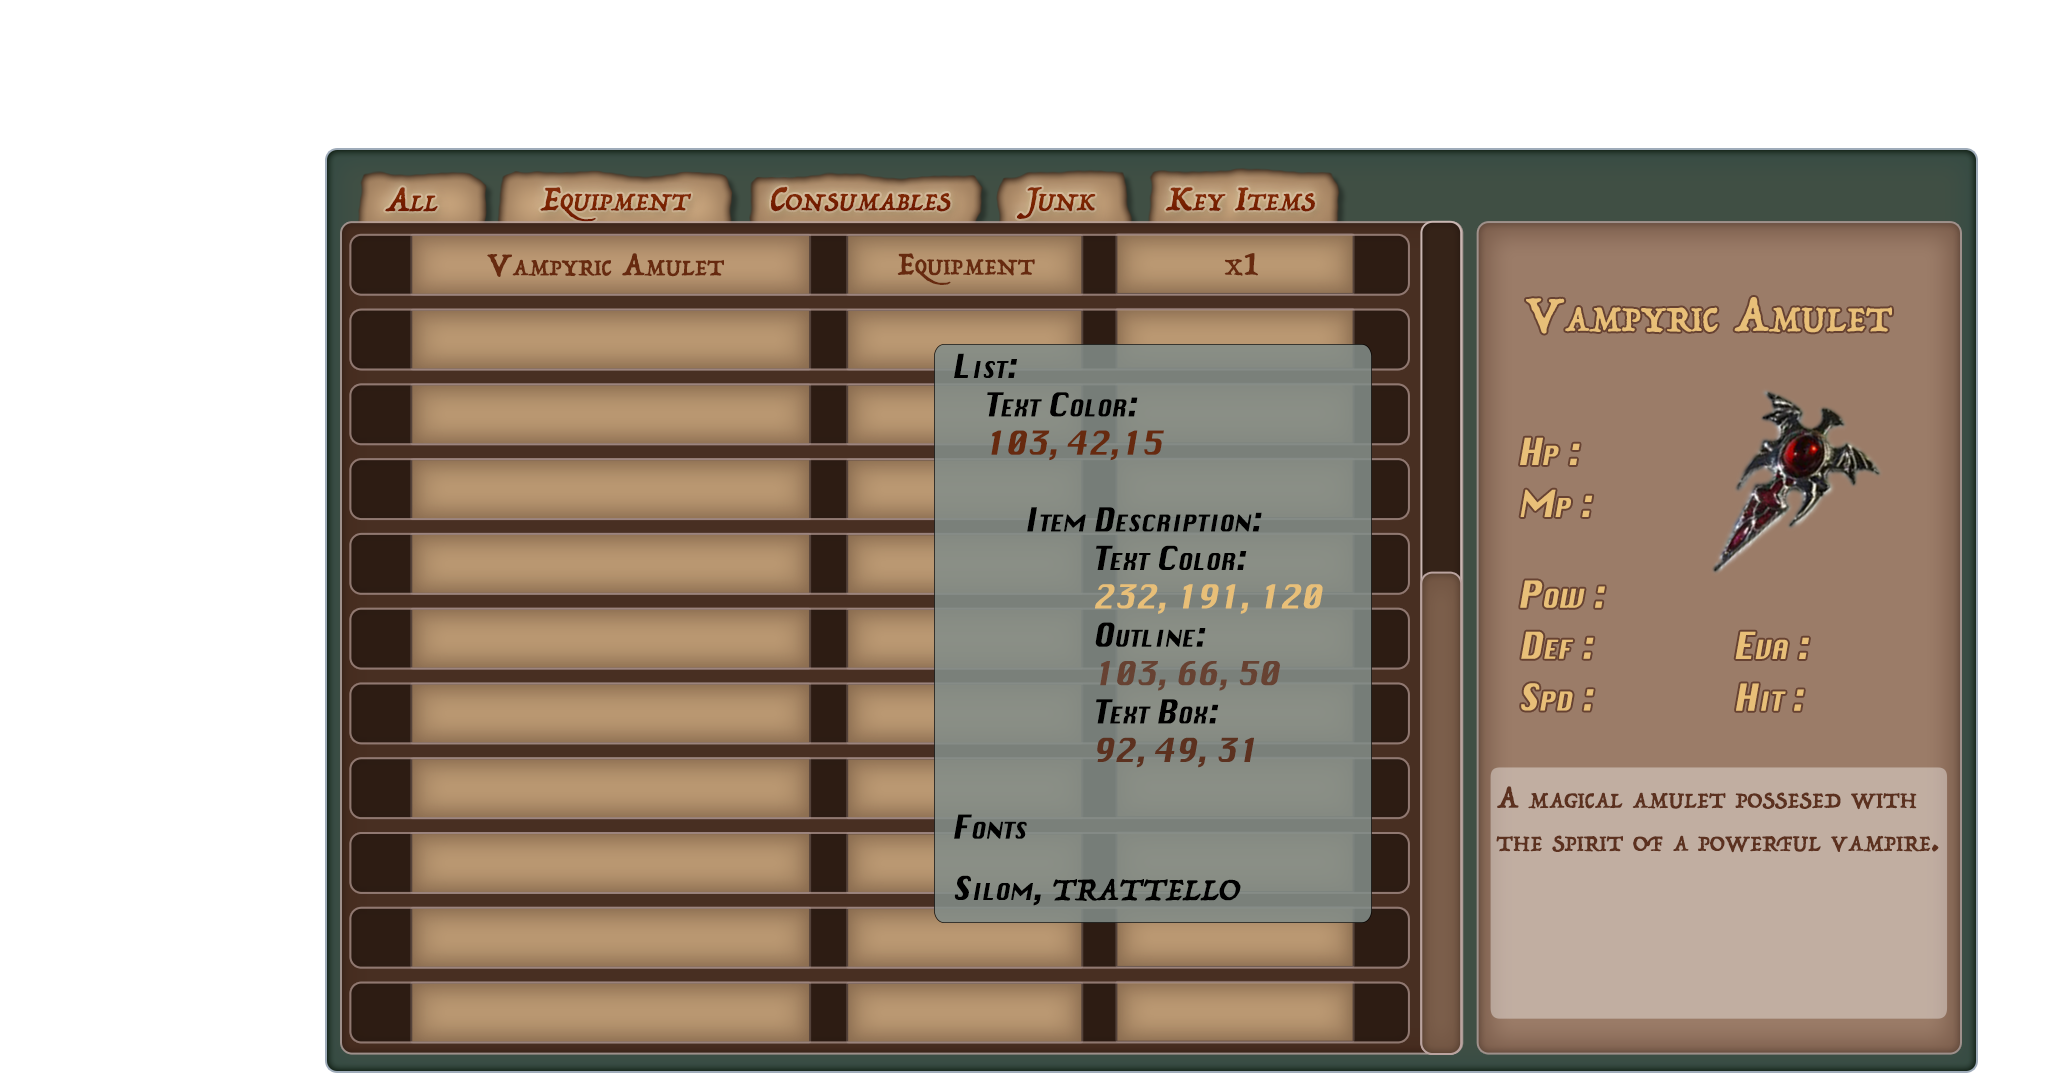 All
Equipment
Consumables
Junk
Key Items
Vampyric Amulet
Equipment
x1
List:
Text Color:
103, 42,15
Item Description:
Text Color:
232, 191, 120
Outline:
103, 66, 50
Text Box:
92, 49, 31
Fonts
Silom, TRATTELLO
Vampyric Amulet
Hp :
Mp :
Pow :
Def :
Eva :
Spd :
Hit :
A magical amulet possesed with
the spirit of a powerful vampire.